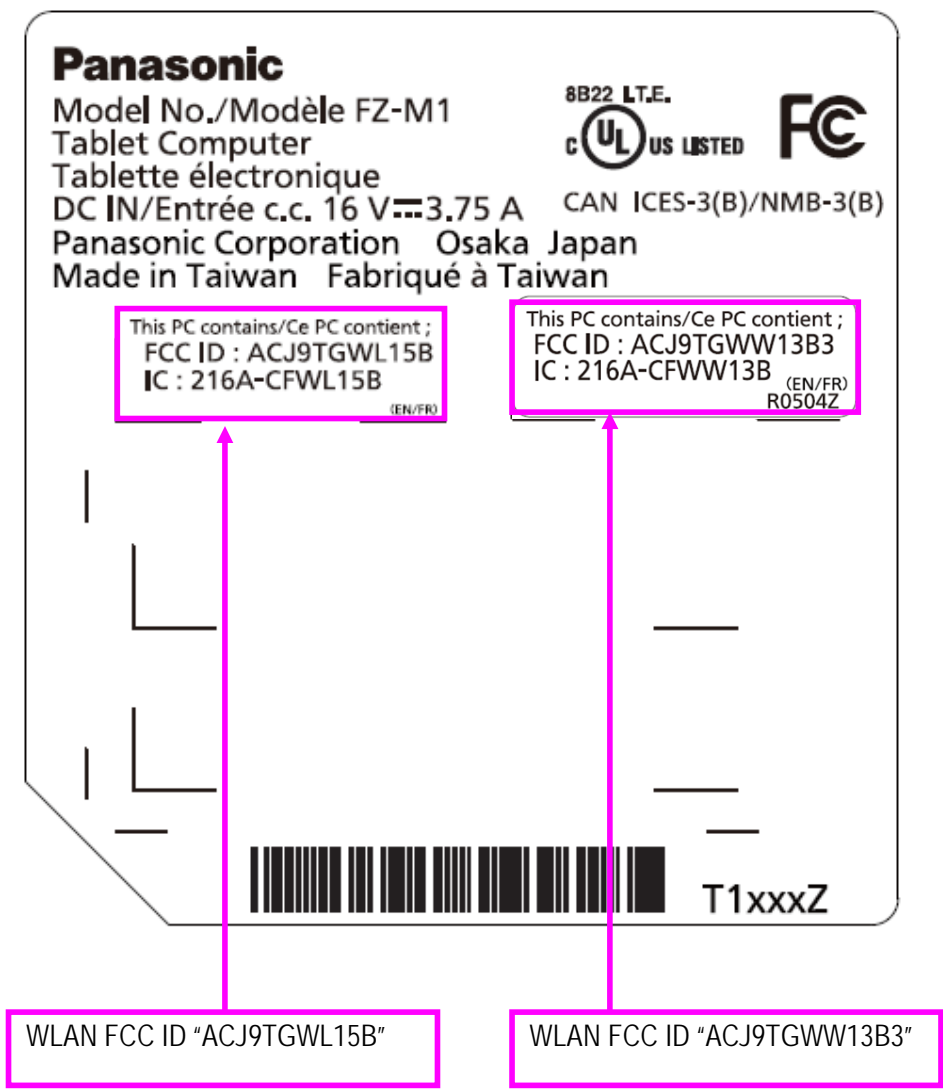 Panasonic
Model No./Modèle FZ-M1
Tablet Computer
Tablette électronique
DC IN/Entrée c.c. 16 V⎓3.75 A
Panasonic Corporation Osaka Japan
Made in Taiwan Fabriqué à Taiwan
8B22 I.T.E.
C UL US LISTED
FC
CAN ICES-3(B)/NMB-3(B)
This PC contains/Ce PC contient ;
FCC ID : ACJ9TGWL15B
IC : 216A-CFWL15B
(EN/FR)
This PC contains/Ce PC contient ;
FCC ID : ACJ9TGWW13B3
IC : 216A-CFWW13B
(EN/FR)
R0504Z
T1xxxZ
WLAN FCC ID “ACJ9TGWL15B”
WLAN FCC ID “ACJ9TGWW13B3”